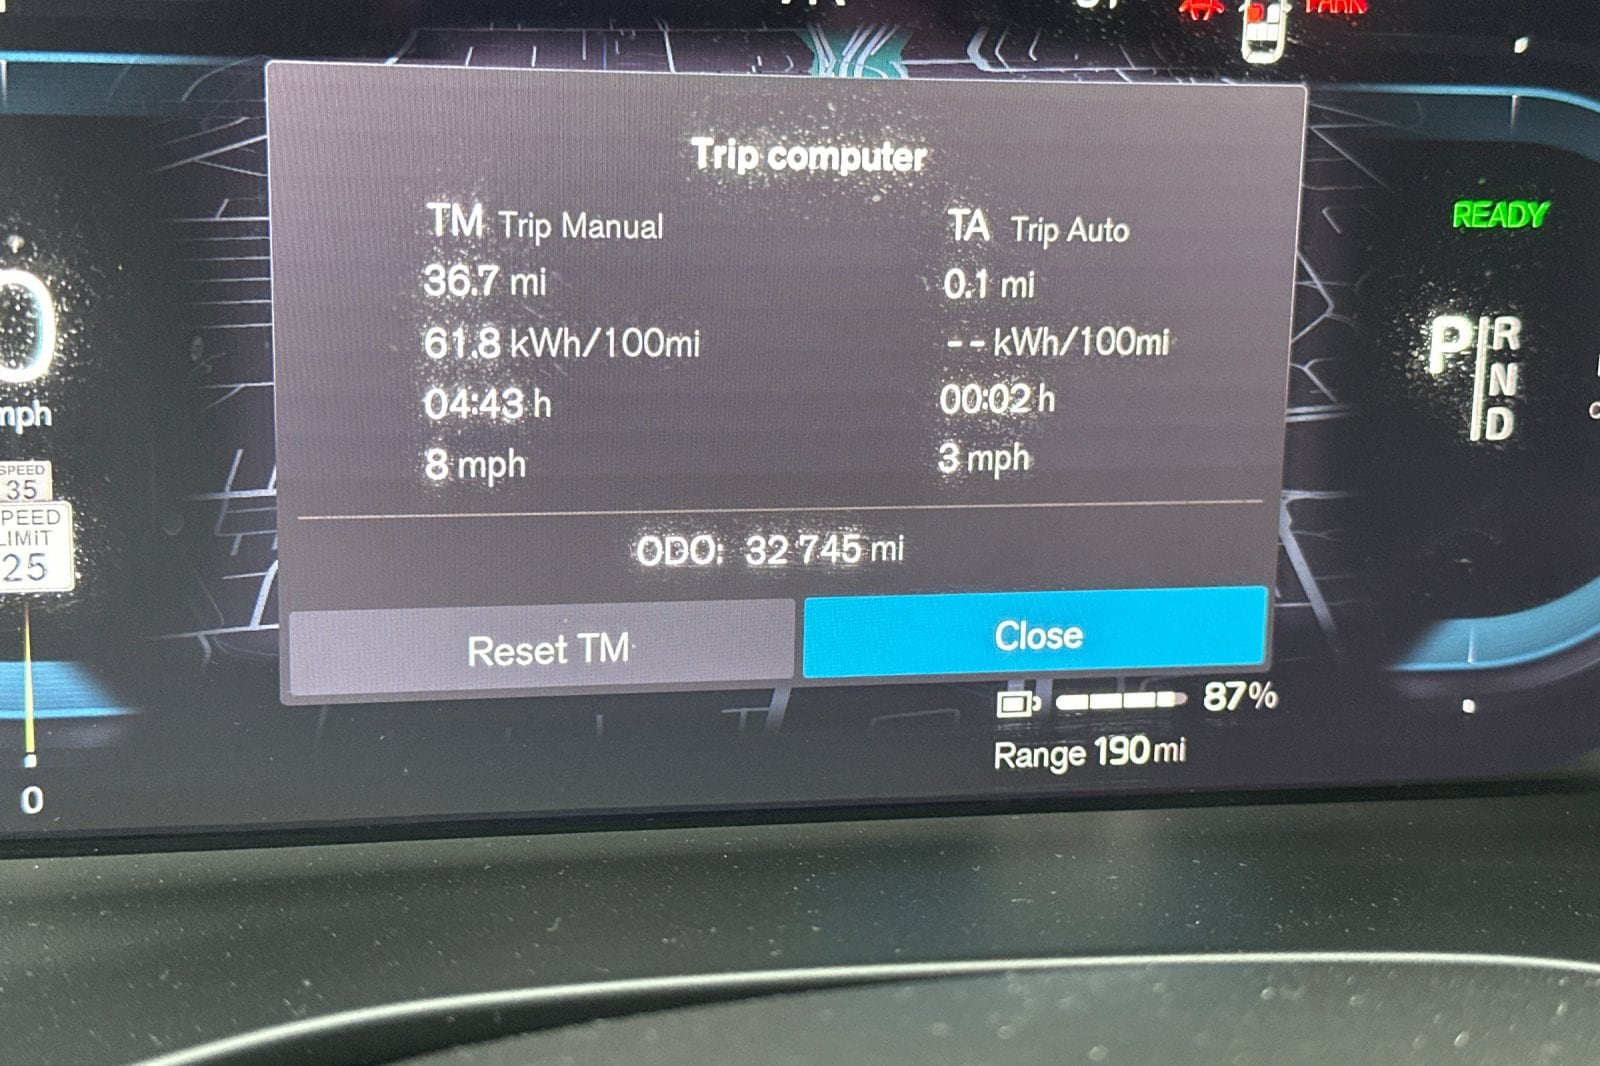 PARK
Trip computer
TM Trip Manual
36.7 mi
61.8 kWh/100mi
04:43 h
8 mph
TA Trip Auto
0.1 mi
-- kWh/100mi
00:02 h
3 mph
ODO: 32 745 mi
Reset TM
Close
87%
Range 190 mi
READY
P R
N
D
0
mph
SPEED
35
SPEED
LIMIT
25
0